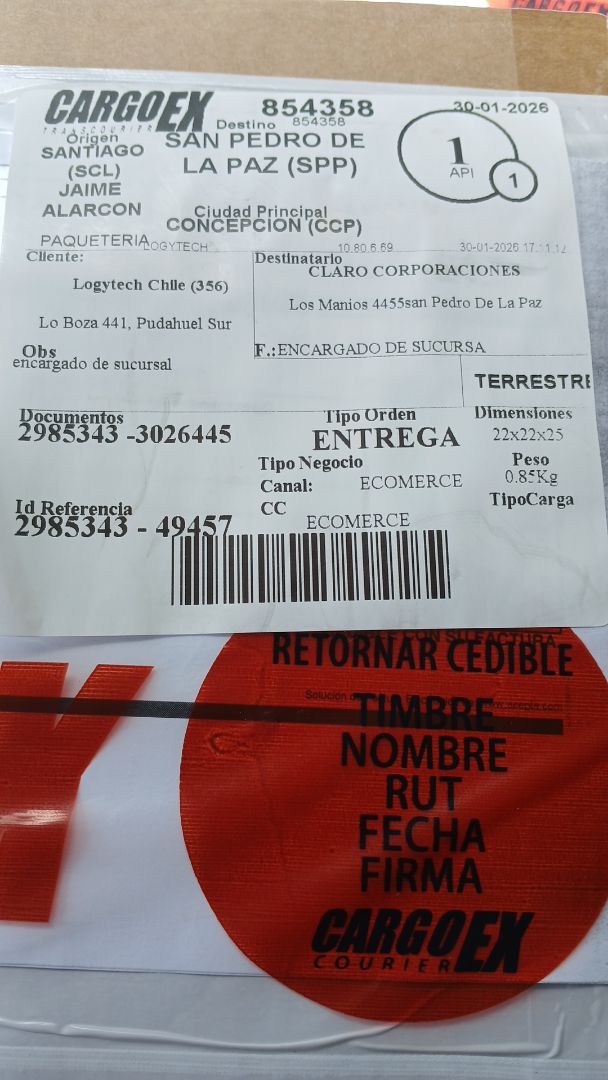 CARGOEX
TRANSCOURIER
854358
30-01-2026
Destino 854358
Origen
SANTIAGO
(SCL)
JAIME
ALARCON
SAN PEDRO DE
LA PAZ (SPP)
1
API
1
Ciudad Principal
CONCEPCION (CCP)
PAQUETERIA
LOGYTECH
10.80.6.69
30-01-2026 17:11:12
Cliente:
Logytech Chile (356)
Lo Boza 441, Pudahuel Sur
Destinatario
CLARO CORPORACIONES
Los Manios 4455san Pedro De La Paz
F.:ENCARGADO DE SUCURSA
Obs
encargado de sucursal
TERRESTRE
Documentos
2985343 -3026445
Tipo Orden
ENTREGA
Dimensiones
22x22x25
Tipo Negocio
Canal: ECOMERCE
CC
ECOMERCE
Peso
0.85Kg
TipoCarga
Id Referencia
2985343 - 49457
CON SU FACTURA
RETORNAR CEDIBLE
Solución
TIMBRE
NOMBRE
RUT
FECHA
FIRMA
CARGOEX
COURIER